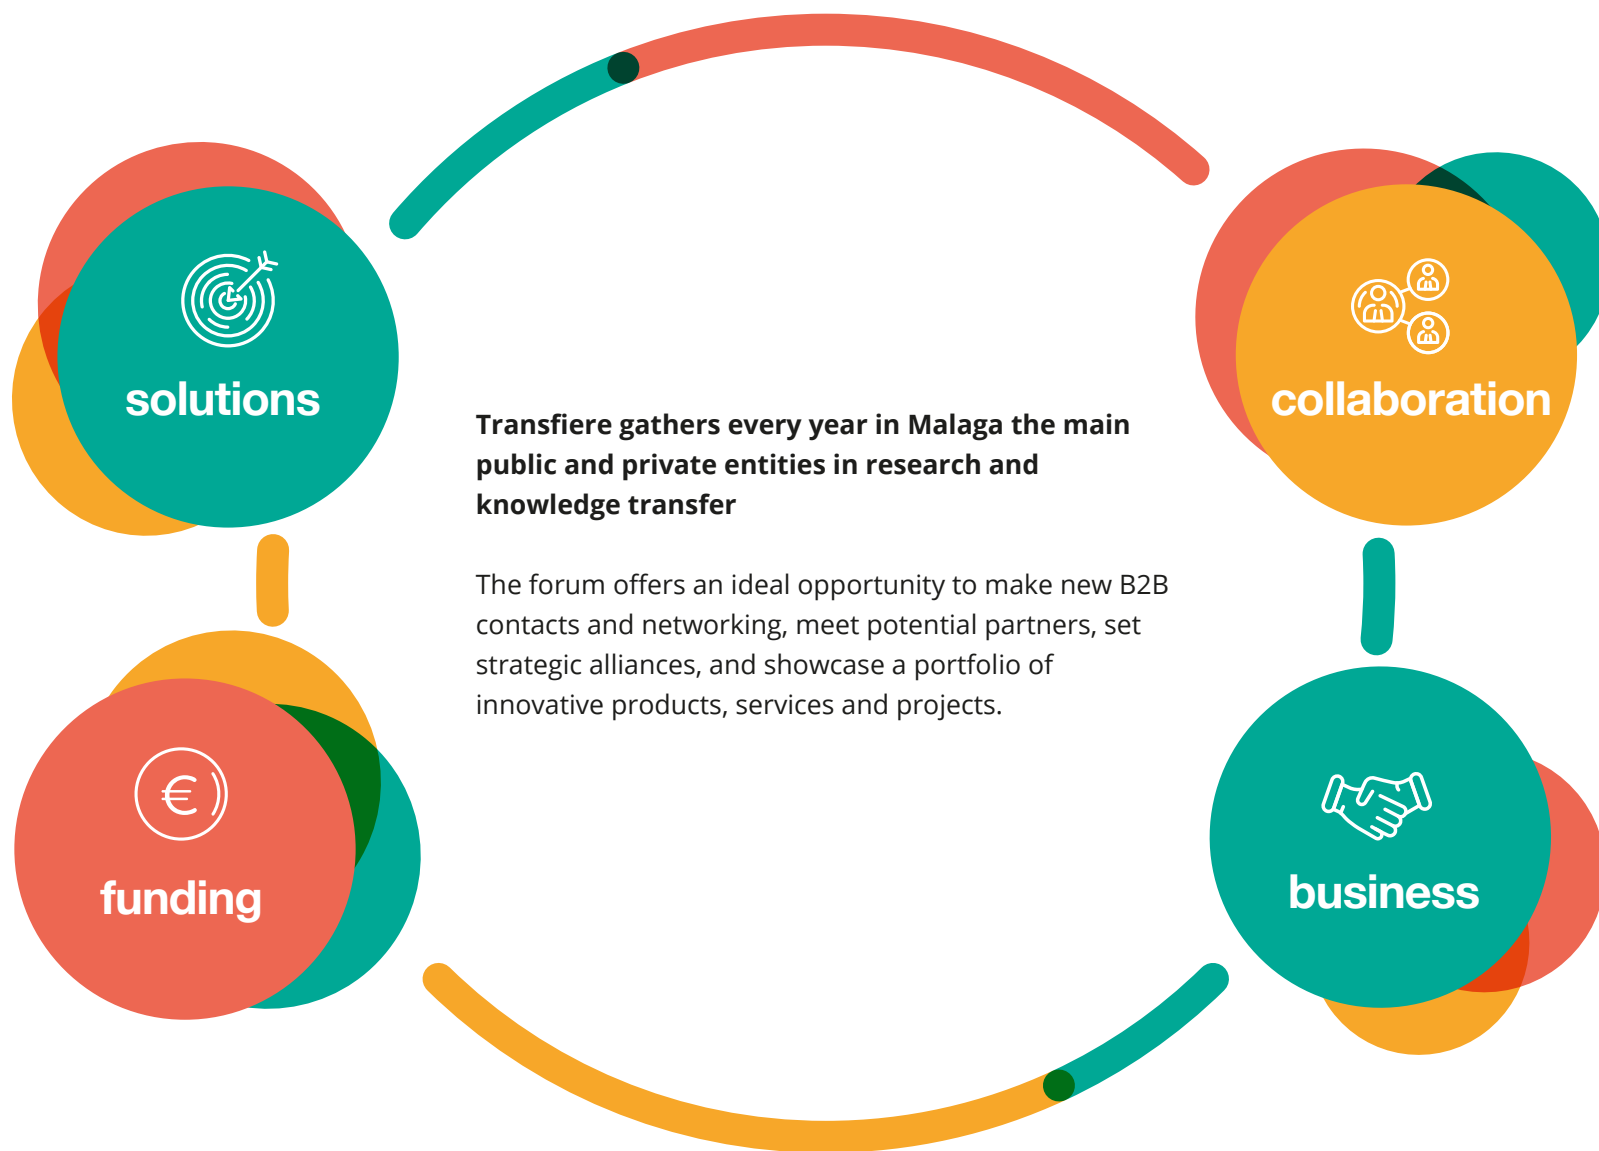 solutions
collaboration
Transfiere gathers every year in Malaga the main
public and private entities in research and
knowledge transfer
The forum offers an ideal opportunity to make new B2B
contacts and networking, meet potential partners, set
strategic alliances, and showcase a portfolio of
innovative products, services and projects.
€
funding
business